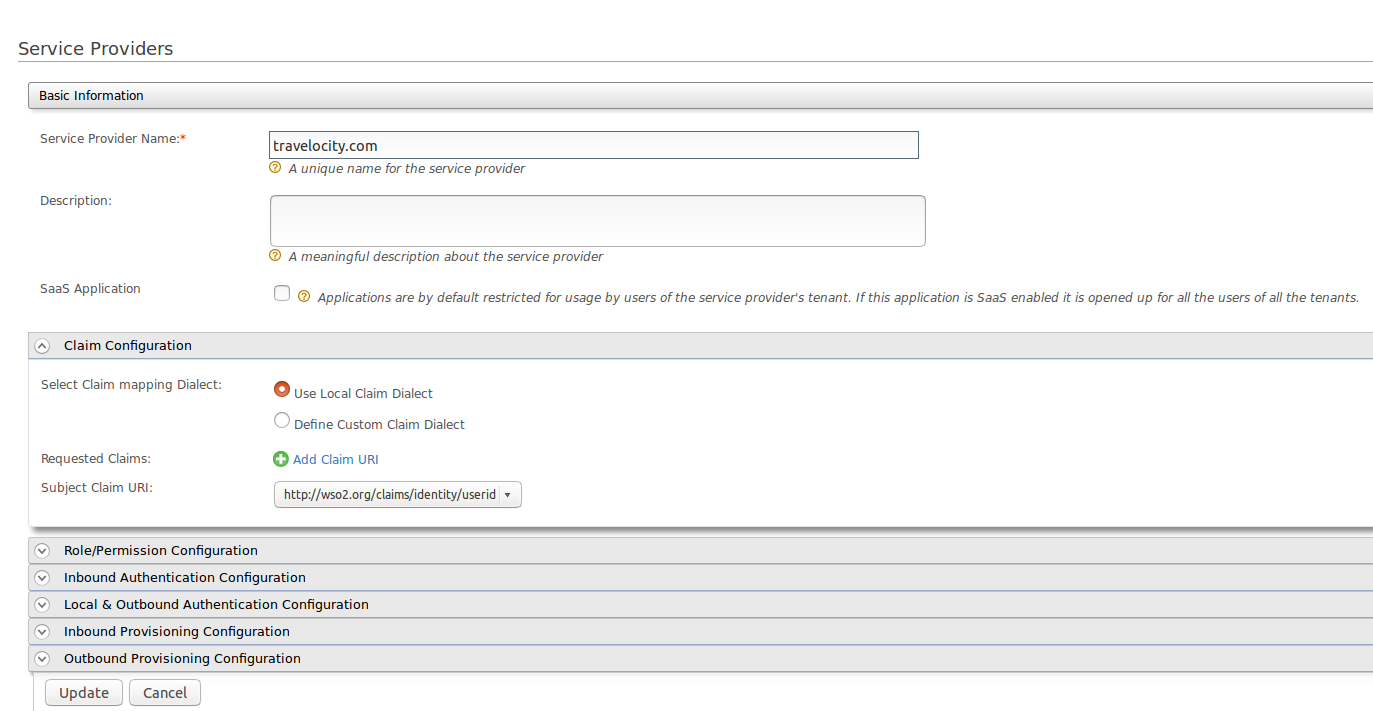 Service Providers
Basic Information
Service Provider Name:*
travelocity.com
? A unique name for the service provider
Description:
? A meaningful description about the service provider
SaaS Application
? Applications are by default restricted for usage by users of the service provider's tenant. If this application is SaaS enabled it is opened up for all the users of all the tenants.
Claim Configuration
Select Claim mapping Dialect:
Use Local Claim Dialect
Define Custom Claim Dialect
Requested Claims:
Add Claim URI
Subject Claim URI:
http://wso2.org/claims/identity/userid
Role/Permission Configuration
Inbound Authentication Configuration
Local & Outbound Authentication Configuration
Inbound Provisioning Configuration
Outbound Provisioning Configuration
Update Cancel